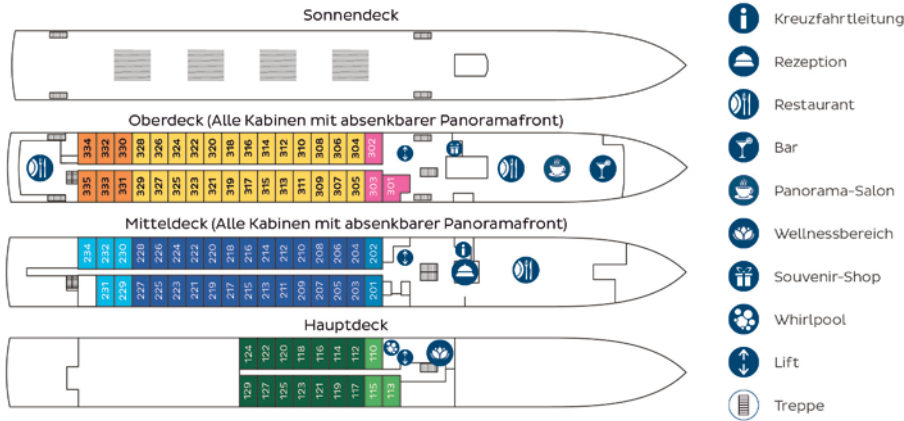 Sonnendeck
Oberdeck (Alle Kabinen mit absenkbarer Panoramafront)
334 332 330 328 326 324 322 320 318 316 314 312 310 308 306 304 302
335 333 331 329 327 325 323 321 319 317 315 313 311 309 307 305 303 301
Mitteldeck (Alle Kabinen mit absenkbarer Panoramafront)
234 232 230 228 226 224 222 220 218 216 214 212 210 208 206 204 202
231 229 227 225 223 221 219 217 215 213 211 209 207 205 203 201
Hauptdeck
124 122 120 118 116 114 112 110
129 127 125 123 121 119 117 115 113
Kreuzfahrtleitung
Rezeption
Restaurant
Bar
Panorama-Salon
Wellnessbereich
Souvenir-Shop
Whirlpool
Lift
Treppe